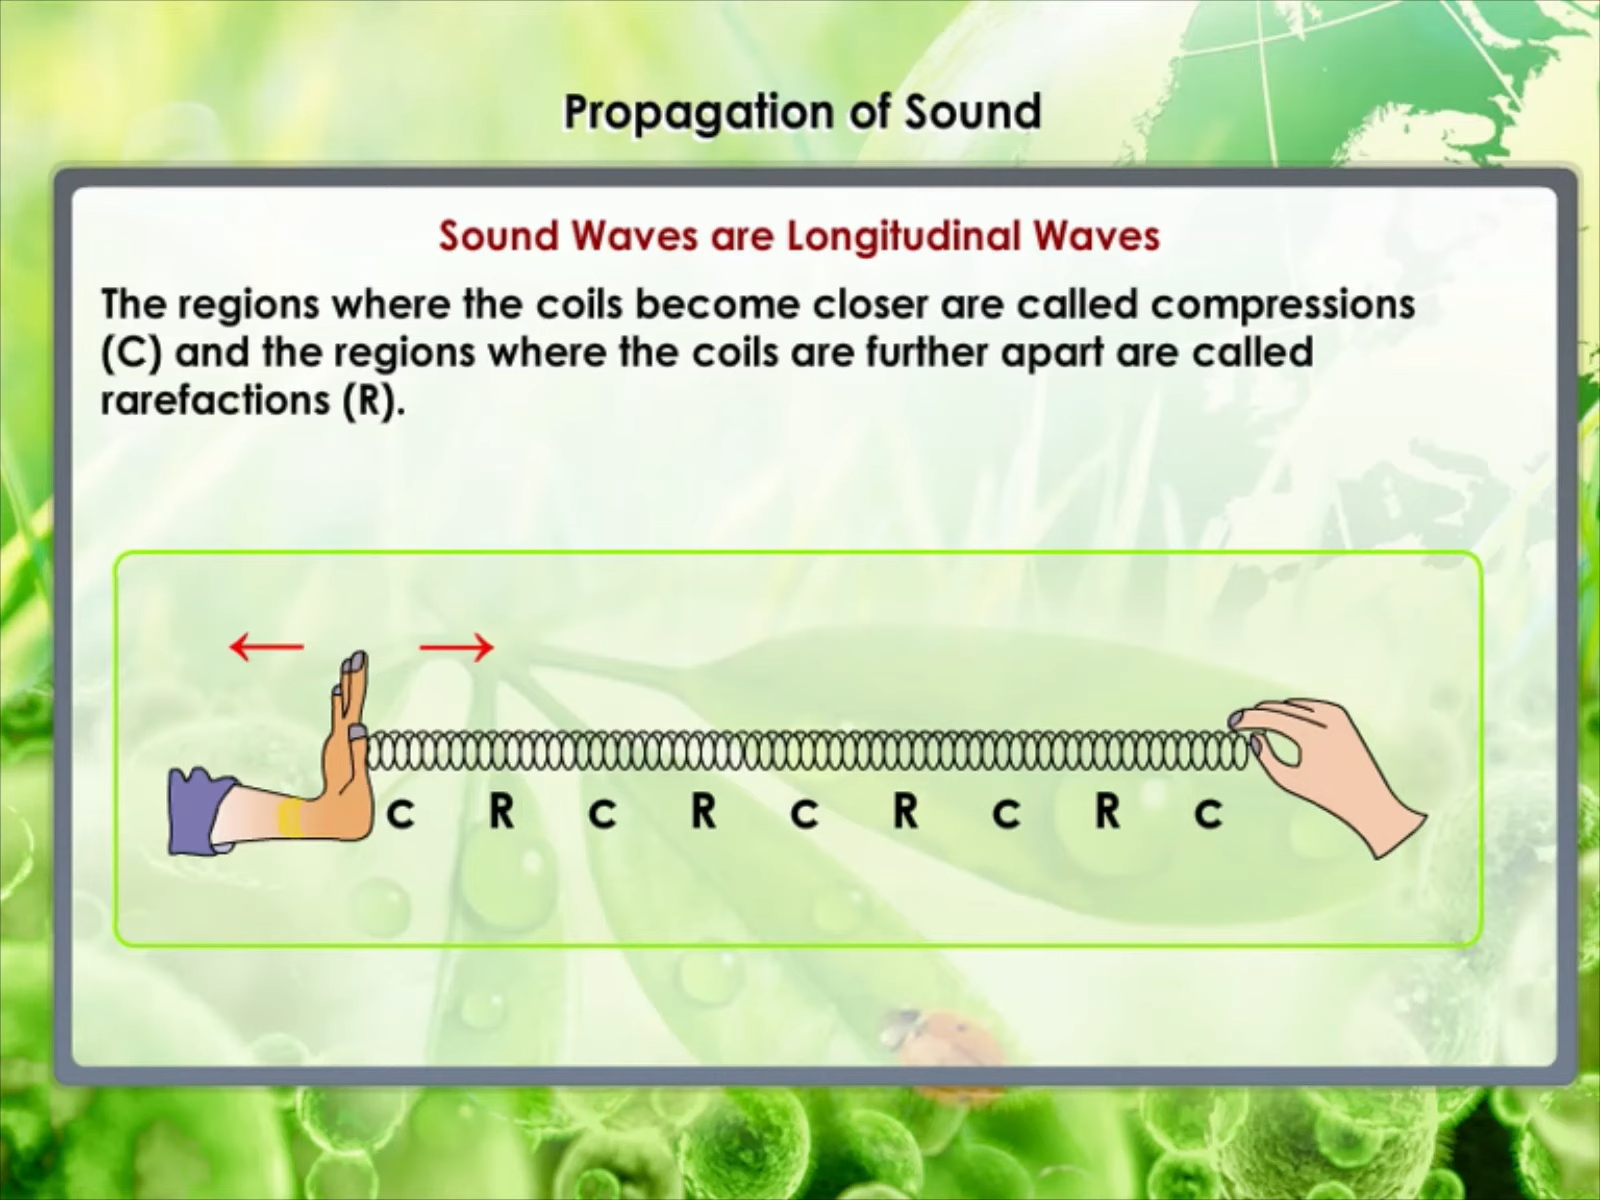 Propagation of Sound
Sound Waves are Longitudinal Waves
The regions where the coils become closer are called compressions
(C) and the regions where the coils are further apart are called
rarefactions (R).
c R c R c R c R c